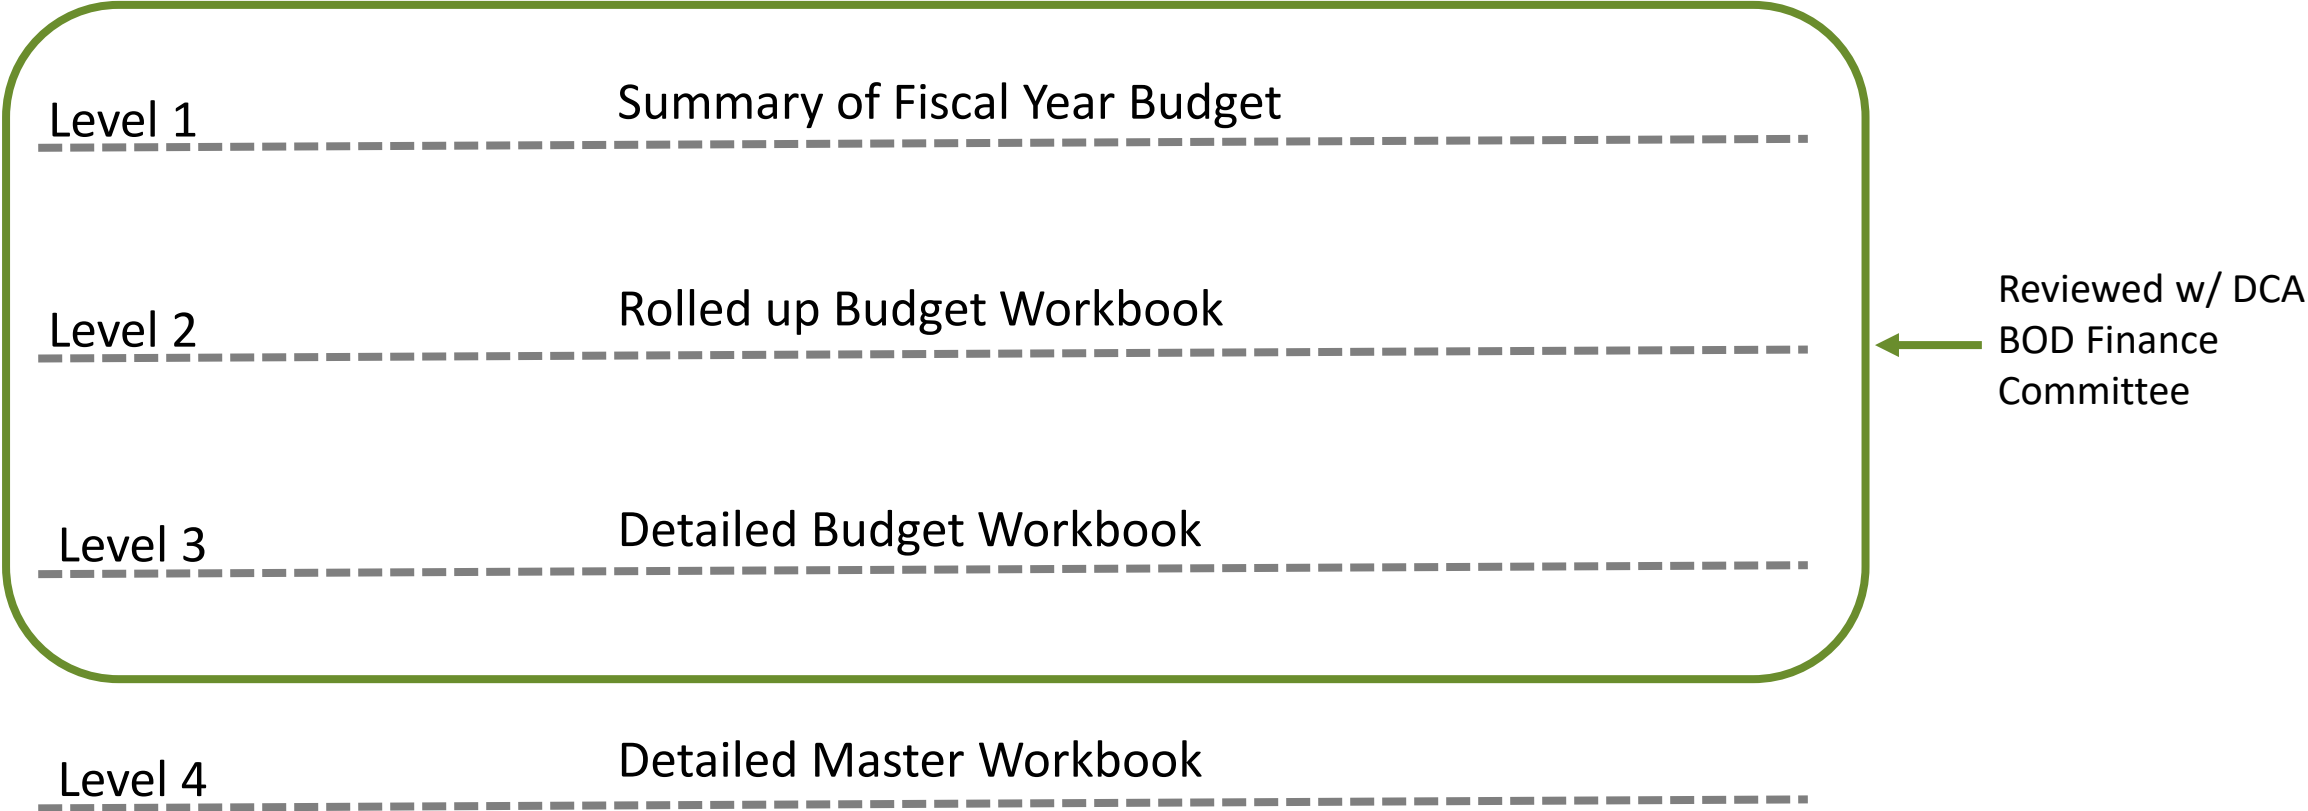 Level 1 Summary of Fiscal Year Budget
Level 2 Rolled up Budget Workbook
Reviewed w/ DCA
BOD Finance
Committee
Level 3 Detailed Budget Workbook
Level 4 Detailed Master Workbook